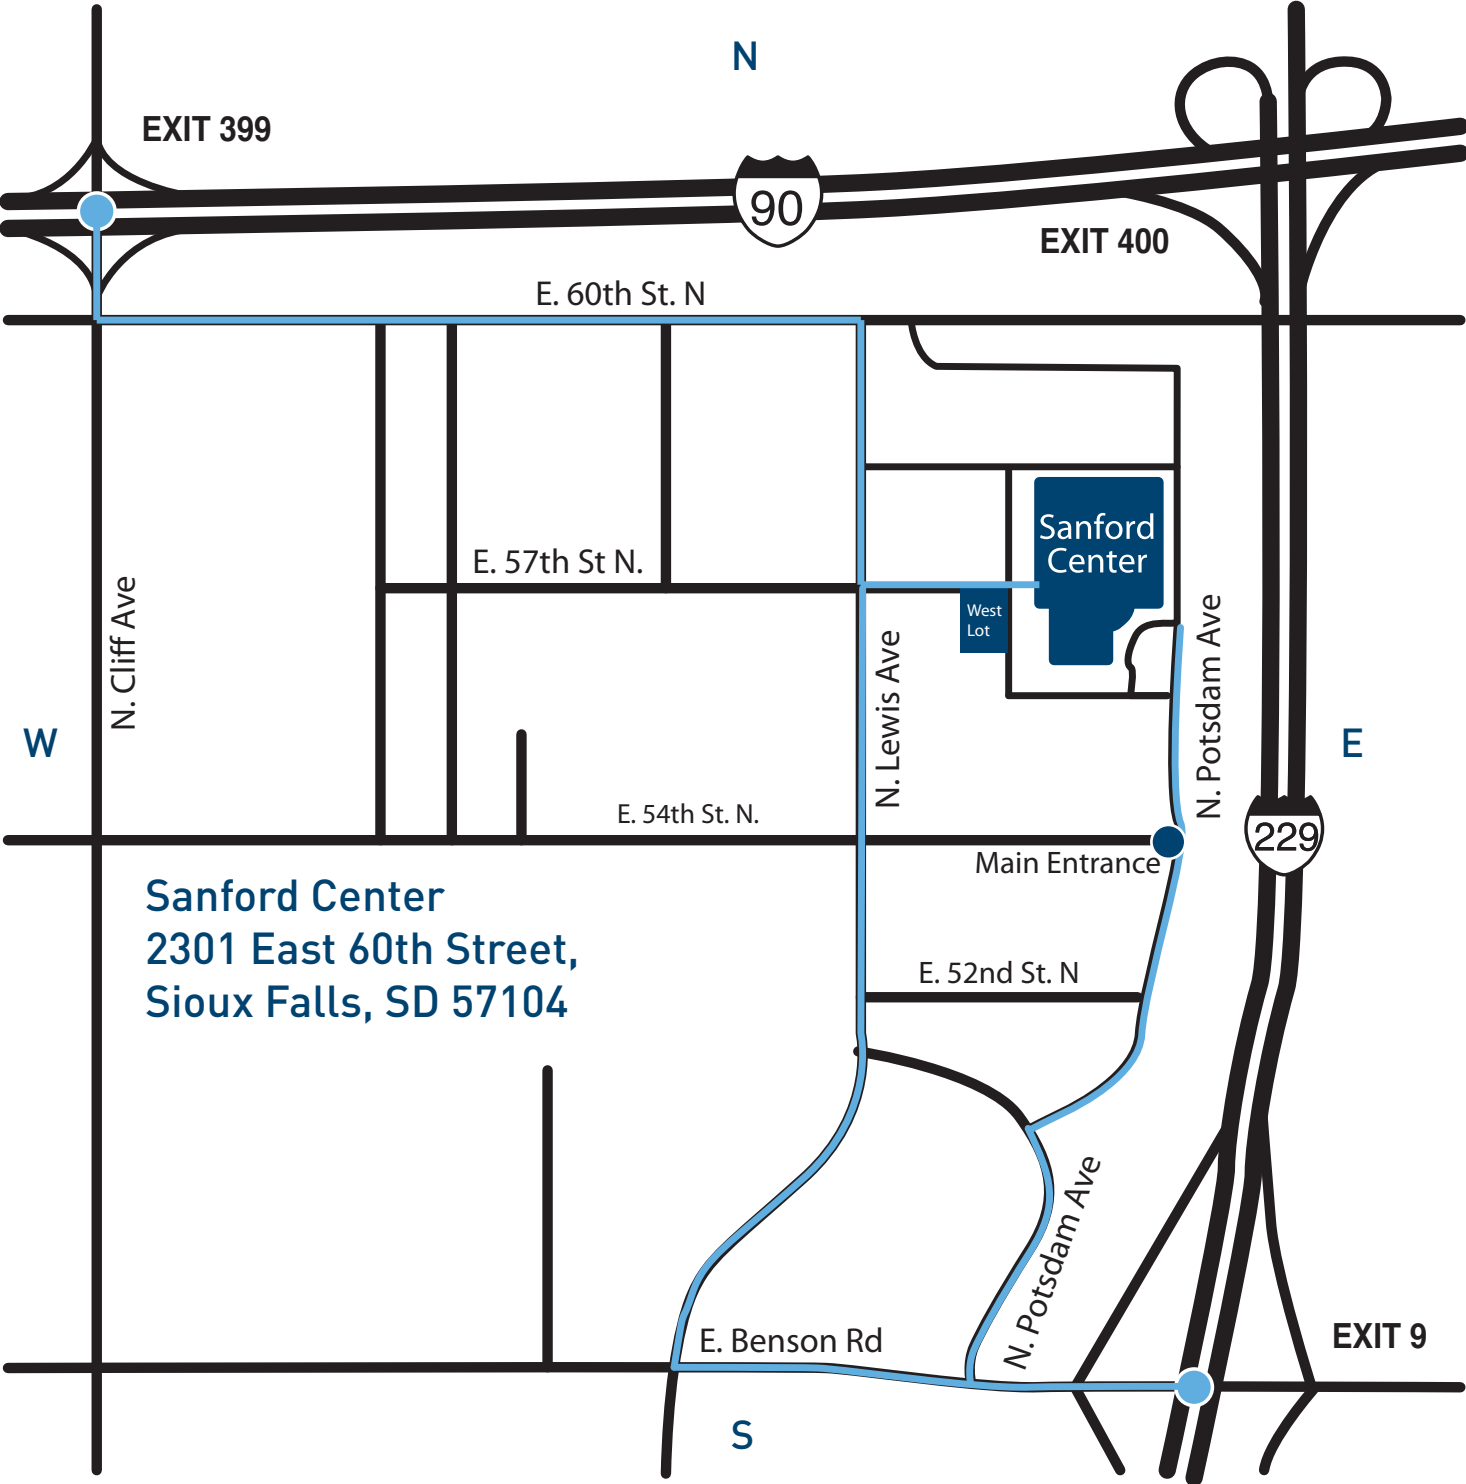 N
EXIT 399
90
EXIT 400
E. 60th St. N
Sanford
Center
E. 57th St N.
West
Lot
N. Cliff Ave
N. Lewis Ave
N. Potsdam Ave
W
E
E. 54th St. N.
229
Main Entrance
Sanford Center
2301 East 60th Street,
Sioux Falls, SD 57104
E. 52nd St. N
N. Potsdam Ave
E. Benson Rd
EXIT 9
S